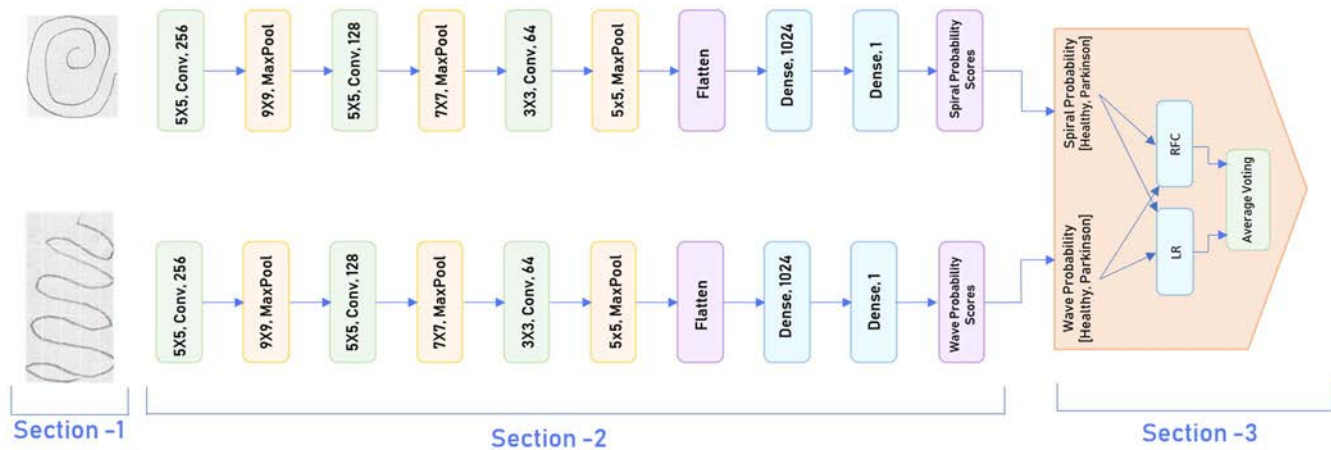 5X5, Conv, 256
9X9, MaxPool
5X5, Conv, 128
7X7, MaxPool
3X3, Conv, 64
5x5, MaxPool
Flatten
Dense, 1024
Dense, 1
Spiral Probability
Scores
5X5, Conv, 256
9X9, MaxPool
5X5, Conv, 128
7X7, MaxPool
3X3, Conv, 64
5x5, MaxPool
Flatten
Dense, 1024
Dense, 1
Wave Probability
Scores
Spiral Probability
[Healthy, Parkinson]
Wave Probability
[Healthy, Parkinson]
RFC
LR
Average Voting
Section -1
Section -2
Section -3